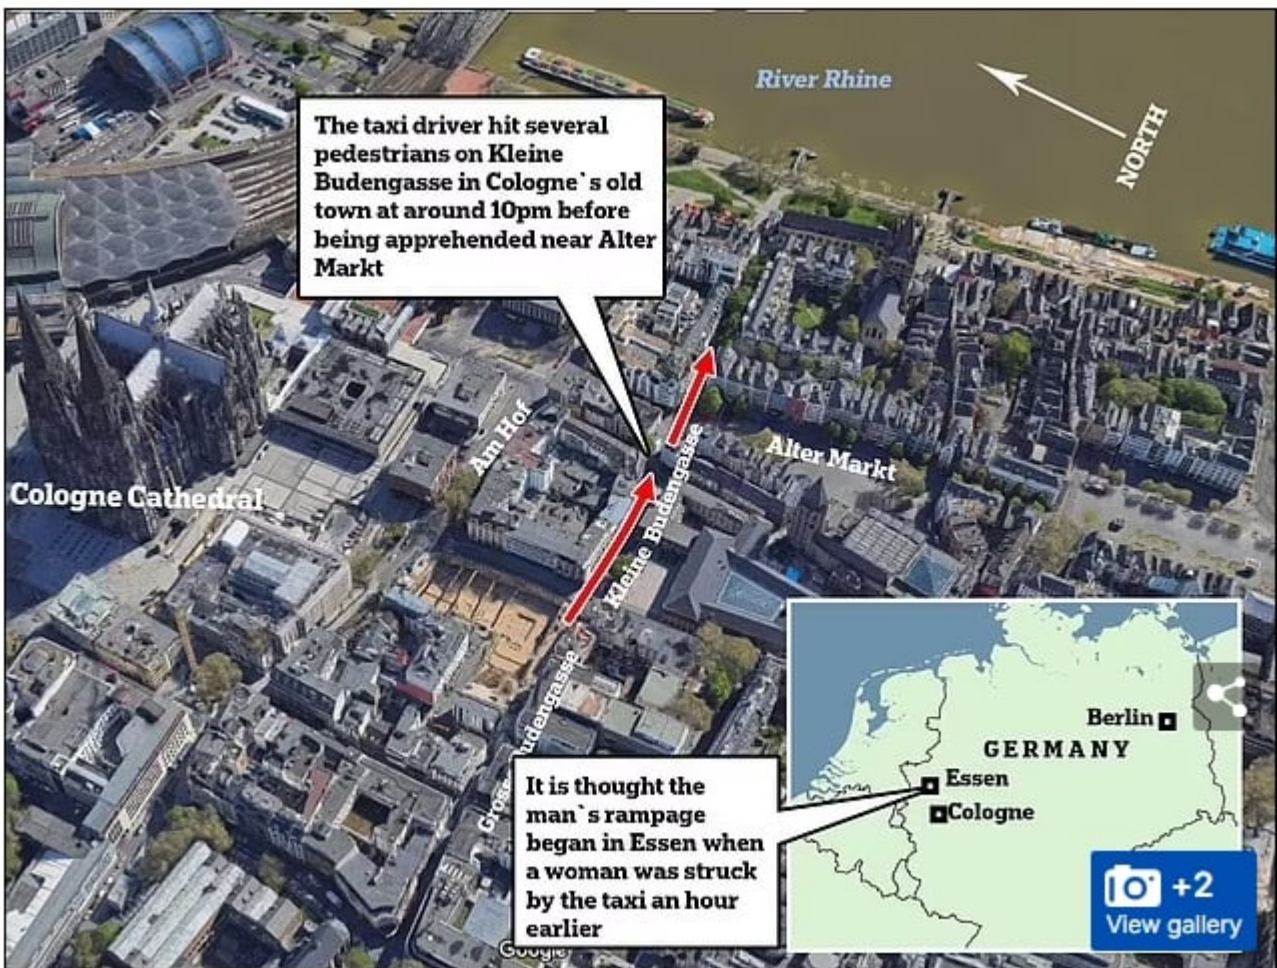 River Rhine
NORTH
The taxi driver hit several
pedestrians on Kleine
Budengasse in Cologne`s old
town at around 10pm before
being apprehended near Alter
Markt
Am Hof
Alter Markt
Cologne Cathedral
Kleine Budengasse
Budengasse
Berlin
GERMANY
Essen
Cologne
It is thought the
man`s rampage
began in Essen when
a woman was struck
by the taxi an hour
earlier
+2
View gallery
Google